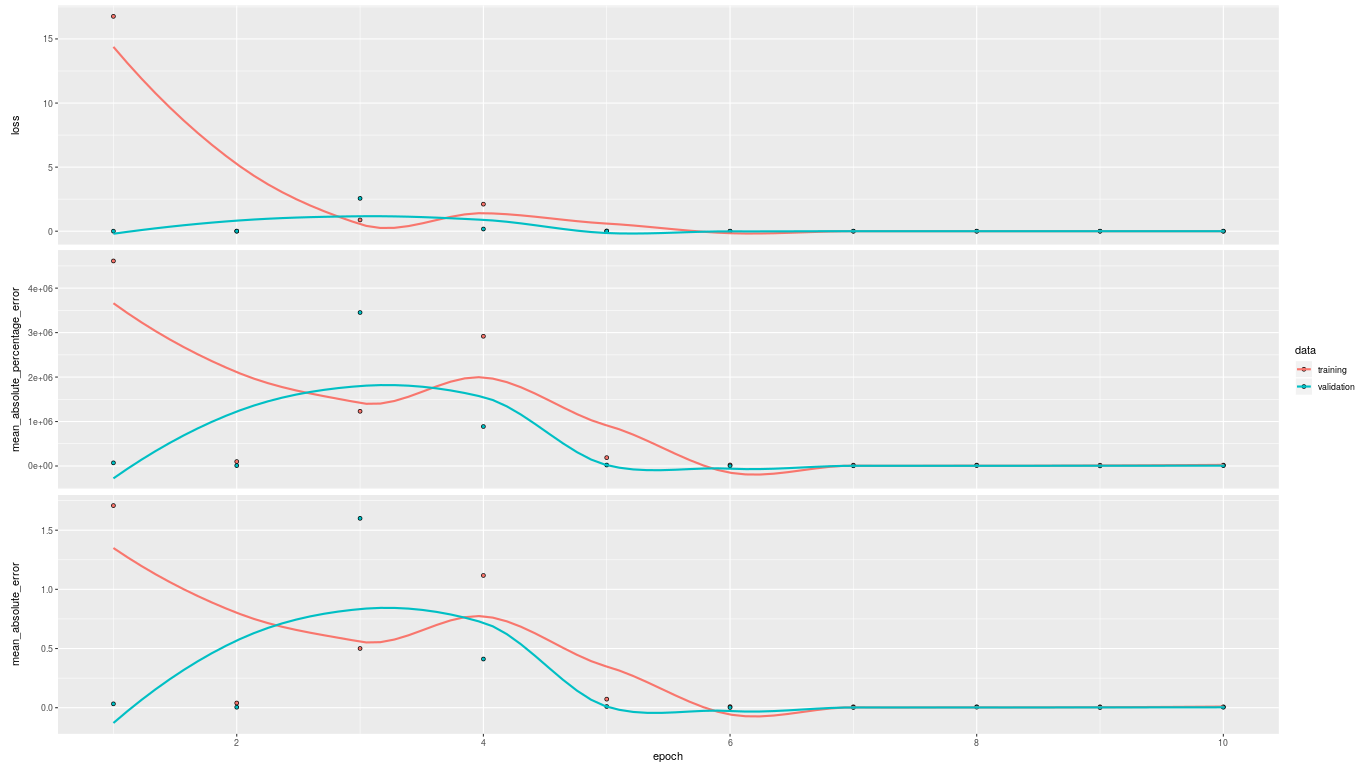 loss
15
10
5
0
mean_absolute_percentage_error
4e+06
3e+06
2e+06
1e+06
0e+00
mean_absolute_error
1.5
1.0
0.5
0.0
2
4
6
8
10
epoch
data
training
validation